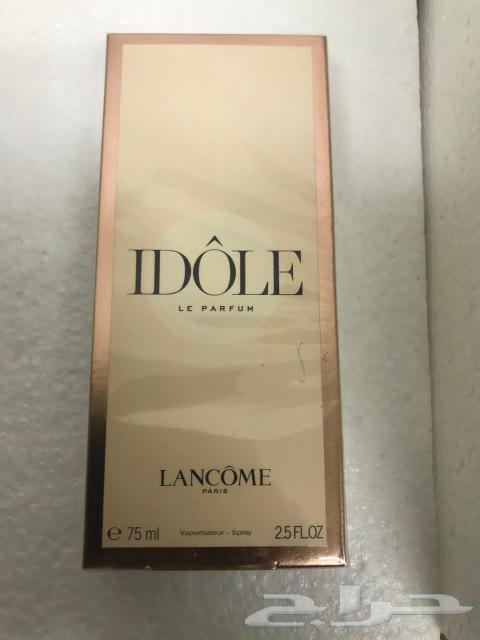 IDÔLE
LE PARFUM
LANCÔME
PARIS
e 75 ml Vaporisateur - Spray 2.5 FL.OZ
حراج